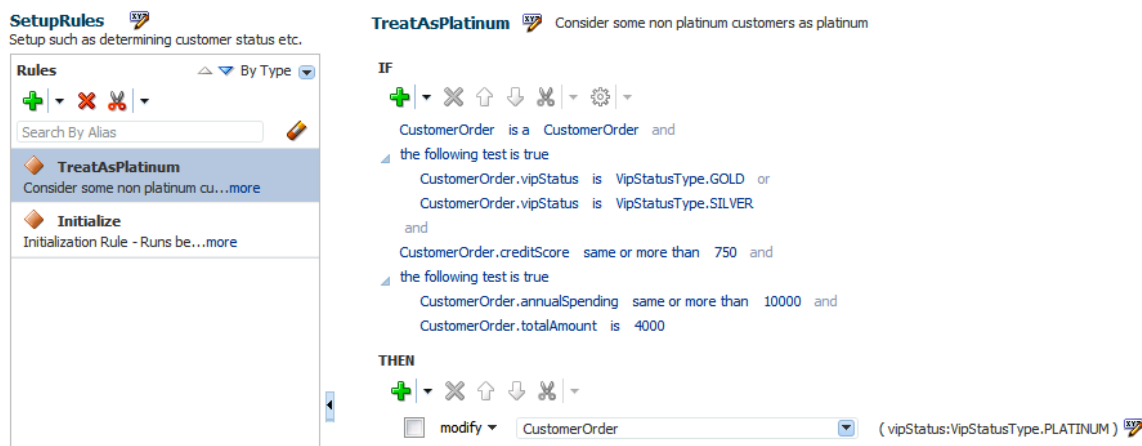 SetupRules
Setup such as determining customer status etc.
Rules
By Type
Search By Alias
TreatAsPlatinum
Consider some non platinum cu...more
Initialize
Initialization Rule - Runs be...more
TreatAsPlatinum Consider some non platinum customers as platinum
IF
CustomerOrder is a CustomerOrder and
the following test is true
CustomerOrder.vipStatus is VipStatusType.GOLD or
CustomerOrder.vipStatus is VipStatusType.SILVER
and
CustomerOrder.creditScore same or more than 750 and
the following test is true
CustomerOrder.annualSpending same or more than 10000 and
CustomerOrder.totalAmount is 4000
THEN
modify CustomerOrder ( vipStatus:VipStatusType.PLATINUM )